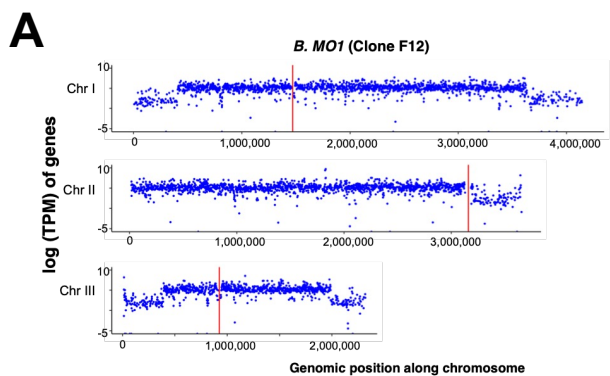 A
B. MO1 (Clone F12)
log (TPM) of genes
Chr I
10
-5
0 1,000,000 2,000,000 3,000,000 4,000,000
Chr II
10
-5
0 1,000,000 2,000,000 3,000,000
Chr III
10
-5
0 1,000,000 2,000,000
Genomic position along chromosome